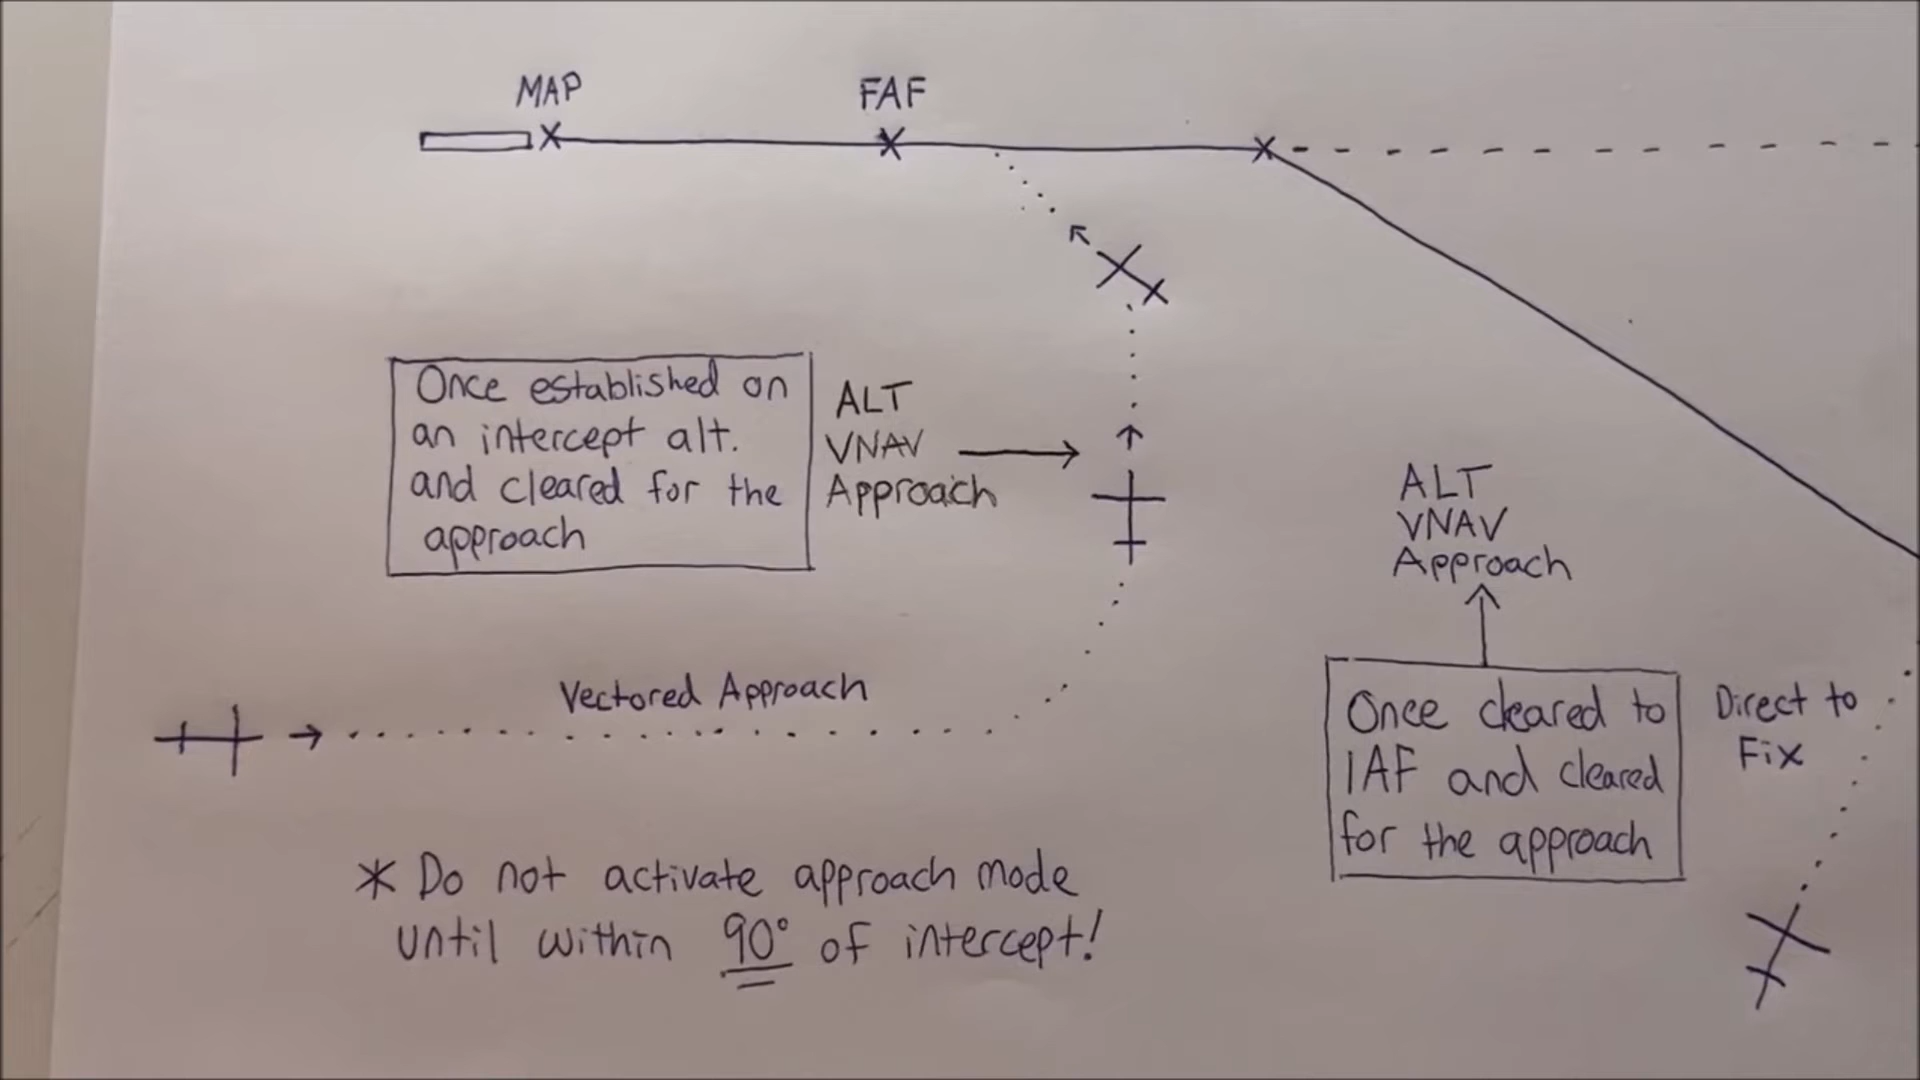 MAP
FAF
Once established on
an intercept alt.
and cleared for the
approach
ALT
VNAV
Approach
ALT
VNAV
Approach
Vectored Approach
Once cleared to
IAF and cleared
for the approach
Direct to
Fix
* Do not activate approach mode
until within 90° of intercept!